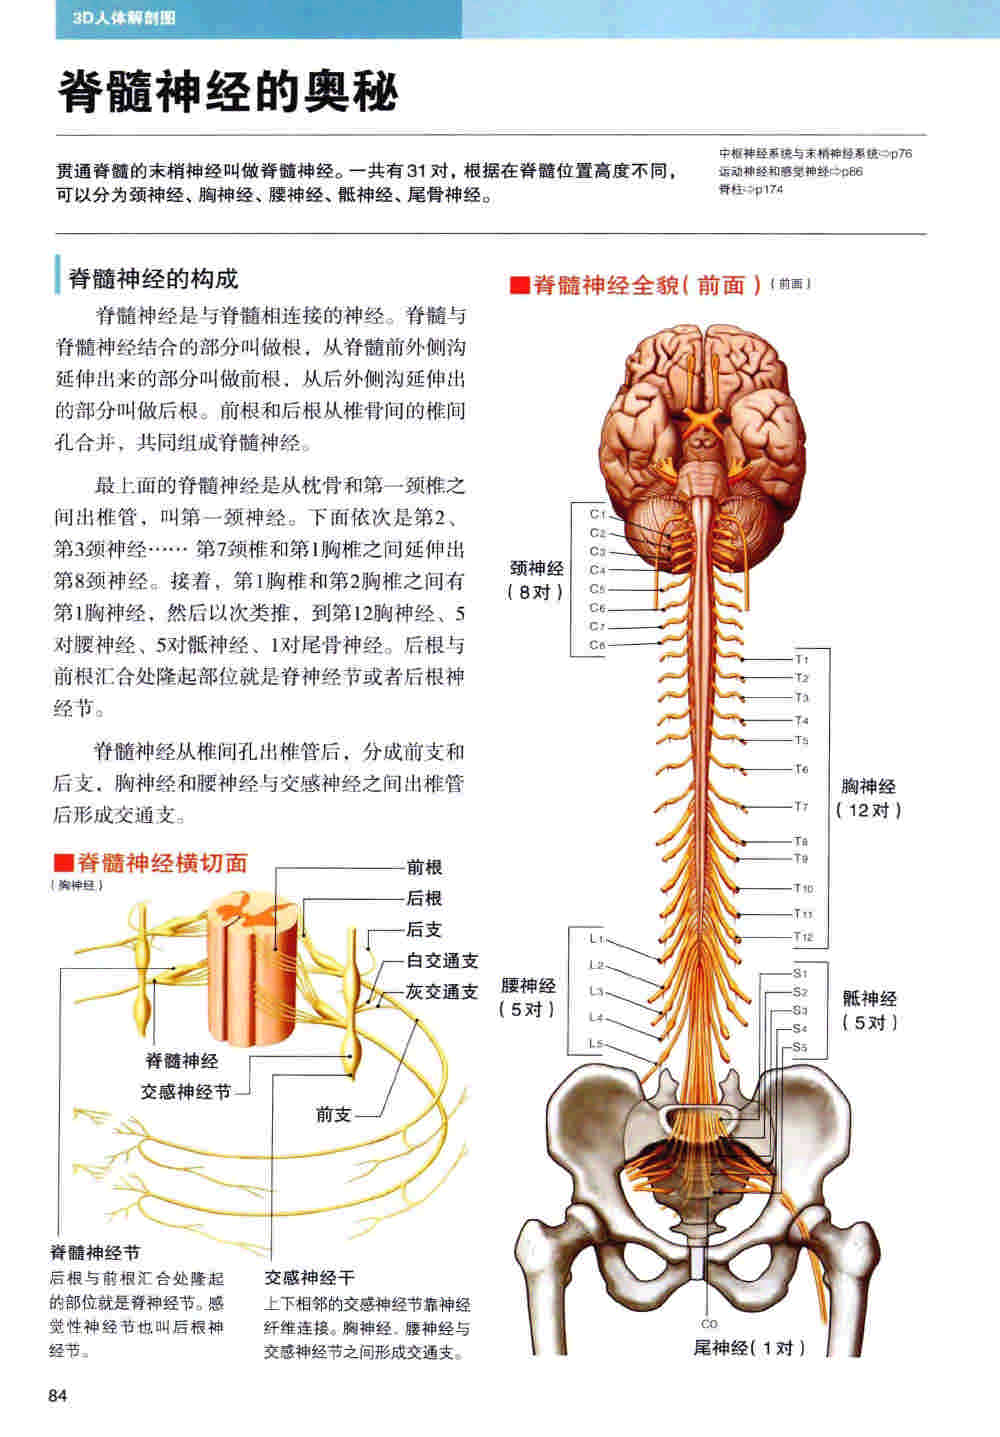 3D人体解剖图
脊髓神经的奥秘
贯通脊髓的末梢神经叫做脊髓神经。一共有31对，根据在脊髓位置高度不同，
可以分为颈神经、胸神经、腰神经、骶神经、尾骨神经。
中枢神经系统与末梢神经系统⇨p76
运动神经和感觉神经⇨p86
脊柱⇨p174
脊髓神经的构成
脊髓神经是与脊髓相连接的神经。脊髓与
脊髓神经结合的部分叫做根，从脊髓前外侧沟
延伸出来的部分叫做前根，从后外侧沟延伸出
的部分叫做后根。前根和后根从椎骨间的椎间
孔合并，共同组成脊髓神经。
最上面的脊髓神经是从枕骨和第一颈椎之
间出椎管，叫第一颈神经。下面依次是第2、
第3颈神经…… 第7颈椎和第1胸椎之间延伸出
第8颈神经。接着，第1胸椎和第2胸椎之间有
第1胸神经，然后以次类推，到第12胸神经、5
对腰神经、5对骶神经、1对尾骨神经。后根与
前根汇合处隆起部位就是脊神经节或者后根神
经节。
脊髓神经从椎间孔出椎管后，分成前支和
后支，胸神经和腰神经与交感神经之间出椎管
后形成交通支。
脊髓神经横切面
（胸神经）
前根
后根
后支
白交通支
灰交通支
脊髓神经
交感神经节
前支
脊髓神经节
后根与前根汇合处隆起
的部位就是脊神经节。感
觉性神经节也叫后根神
经节。
交感神经干
上下相邻的交感神经节靠神经
纤维连接。胸神经、腰神经与
交感神经节之间形成交通支。
脊髓神经全貌（前面）（前面）
颈神经
（8对）
C1
C2
C3
C4
C5
C6
C7
C8
T1
T2
T3
T4
T5
T6
T7
T8
T9
T10
T11
T12
胸神经
（12对）
腰神经
（5对）
L1
L2
L3
L4
L5
S1
S2
S3
S4
S5
骶神经
（5对）
CO
尾神经（1对）
84